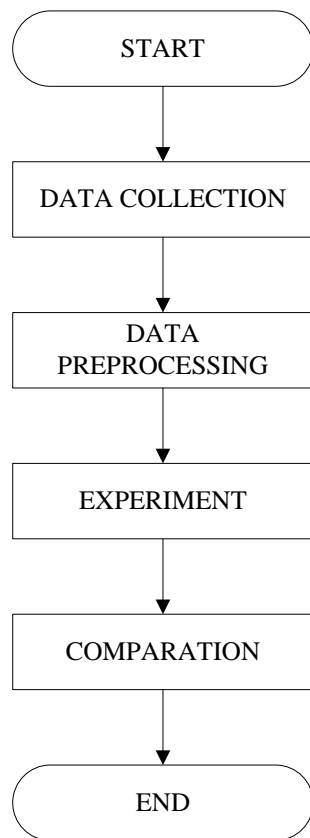 START
DATA COLLECTION
DATA
PREPROCESSING
EXPERIMENT
COMPARATION
END